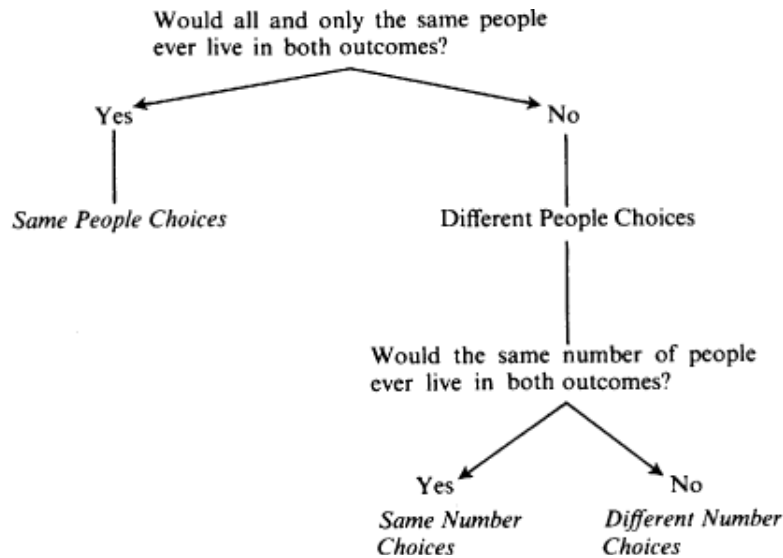 Would all and only the same people
ever live in both outcomes?
Yes
No
Same People Choices
Different People Choices
Would the same number of people
ever live in both outcomes?
Yes
No
Same Number
Choices
Different Number
Choices